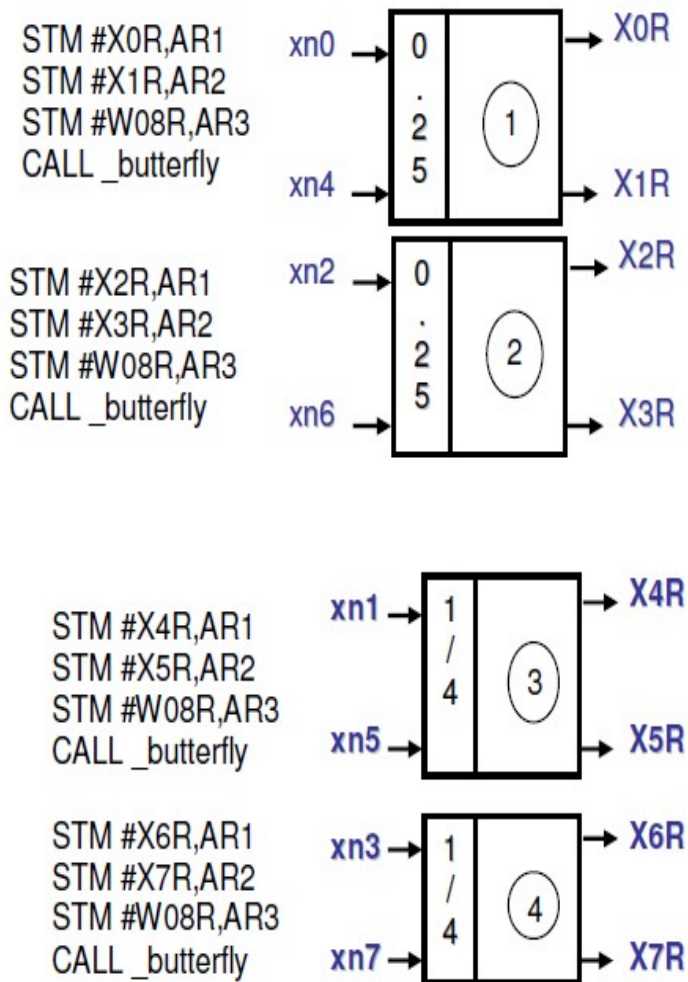 STM #X0R,AR1
STM #X1R,AR2
STM #W08R,AR3
CALL _butterfly
xn0
xn4
0
.
2
5
1
X0R
X1R
STM #X2R,AR1
STM #X3R,AR2
STM #W08R,AR3
CALL _butterfly
xn2
xn6
0
.
2
5
2
X2R
X3R
STM #X4R,AR1
STM #X5R,AR2
STM #W08R,AR3
CALL _butterfly
xn1
xn5
1
/
4
3
X4R
X5R
STM #X6R,AR1
STM #X7R,AR2
STM #W08R,AR3
CALL _butterfly
xn3
xn7
1
/
4
4
X6R
X7R